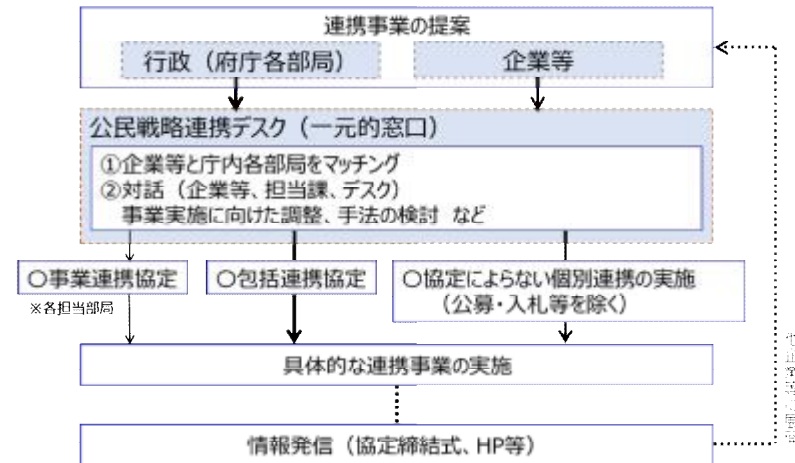 連携事業の提案
行政（府庁各部局）
企業等
公民戦略連携デスク（一元的窓口）
①企業等と庁内各部局をマッチング
②対話（企業等、担当課、デスク）
事業実施に向けた調整、手法の検討 など
〇事業連携協定
※各担当部局
〇包括連携協定
〇協定によらない個別連携の実施
（公募・入札等を除く）
具体的な連携事業の実施
情報発信（協定締結式、HP等）